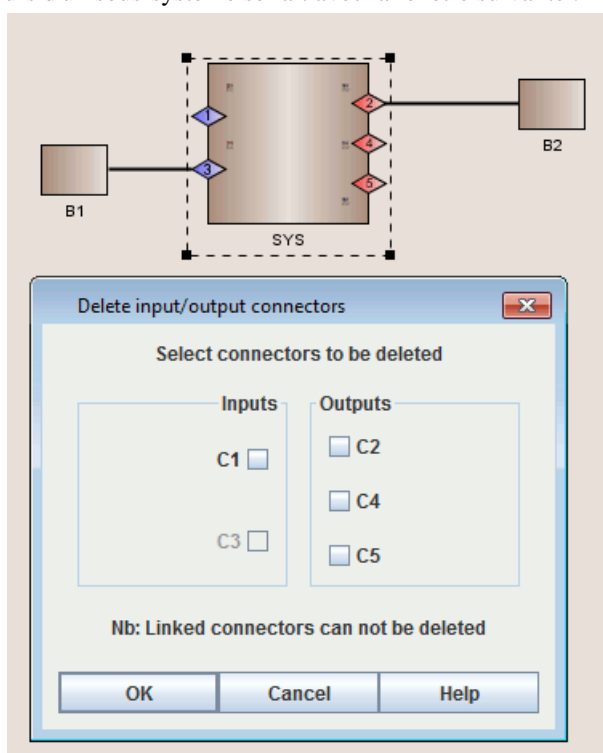 1
2
4
3
5
B1
B2
SYS
Delete input/output connectors
Select connectors to be deleted
Inputs
Outputs
C1
C2
C4
C3
C5
Nb: Linked connectors can not be deleted
OK Cancel Help